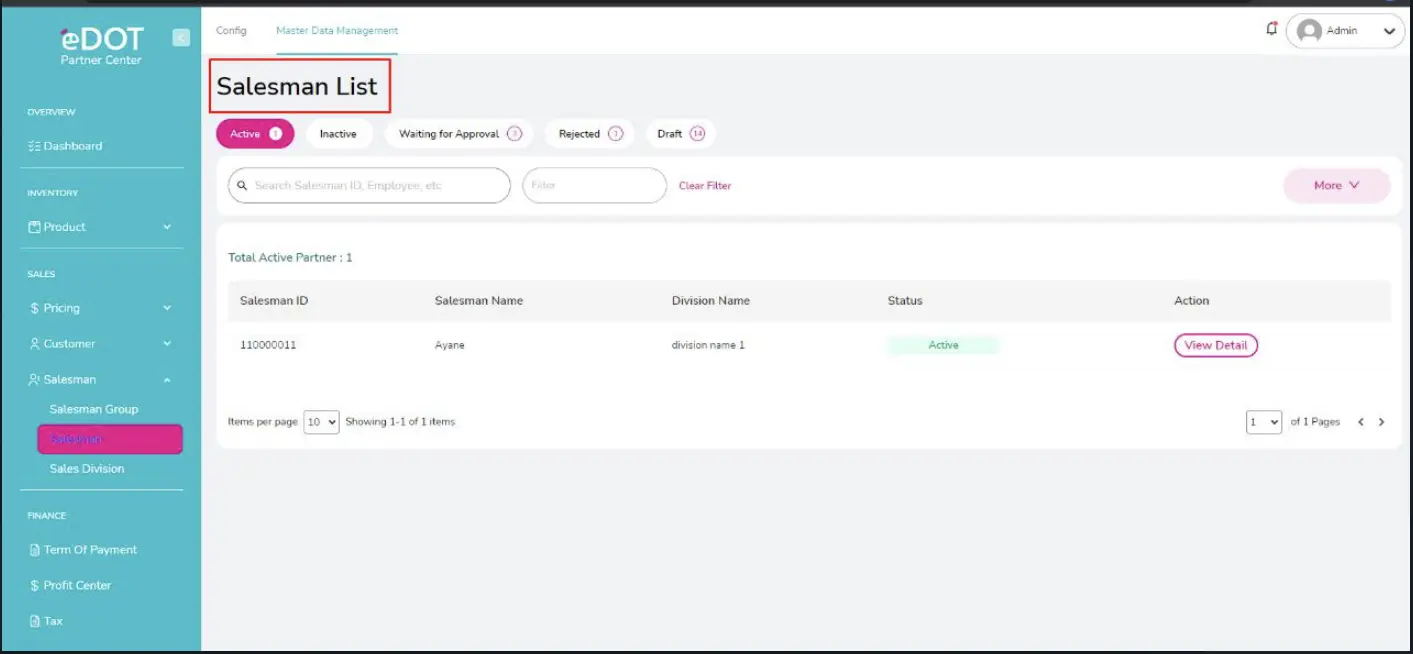 eDOT
Partner Center
OVERVIEW
Dashboard
INVENTORY
Product
SALES
Pricing
Customer
Salesman
Salesman Group
Salesman
Sales Division
FINANCE
Term Of Payment
Profit Center
Tax
Config Master Data Management
Admin
Salesman List
Active 1 Inactive Waiting for Approval 3 Rejected 1 Draft 14
Search Salesman ID, Employee, etc Filter Clear Filter More
Total Active Partner : 1
Salesman ID Salesman Name Division Name Status Action
110000011 Ayane division name 1 Active View Detail
Items per page 10 Showing 1-1 of 1 items 1 of 1 Pages